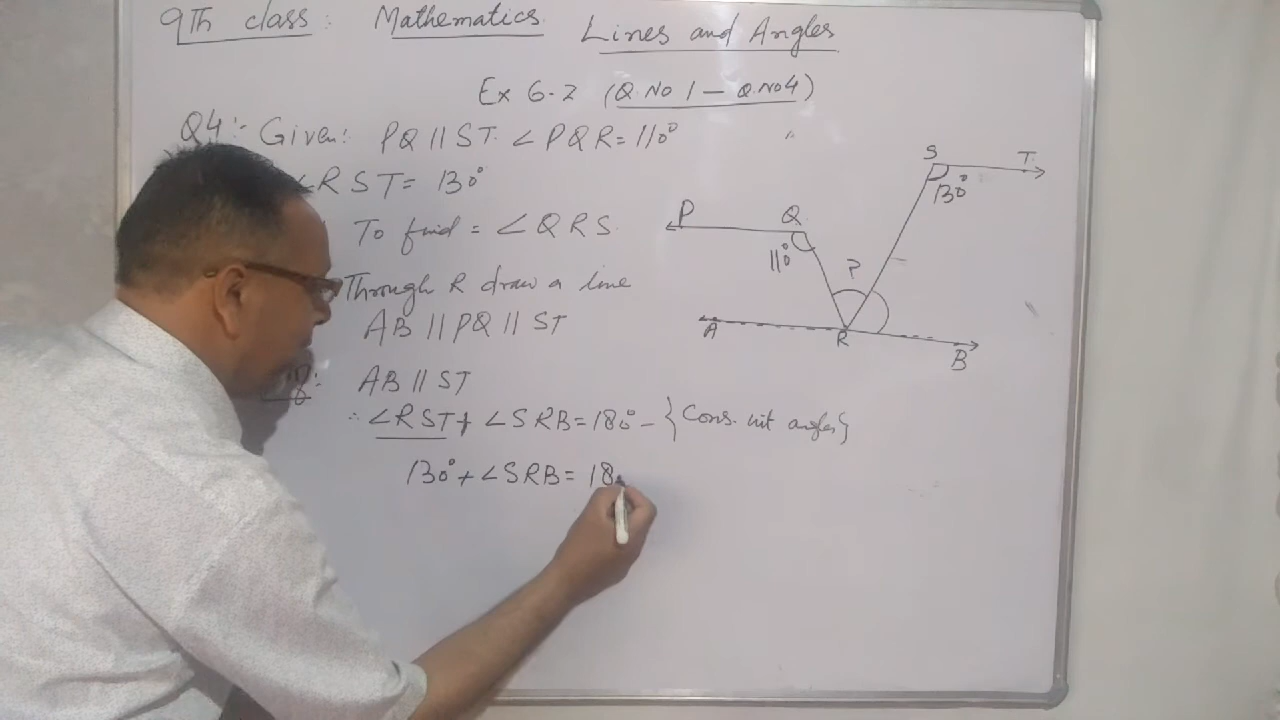 9Th class: Mathematics Lines and Angles
Ex 6.2 (Q.No 1 — Q.No 4)
Q4:- Given: PQ || ST. ∠PQR = 110°
∠RST = 130°
To find = ∠QRS.
Through R draw a line
AB || PQ || ST
AB || ST
∴ ∠RST + ∠SRB = 180° - {Cons. int angles}
130° + ∠SRB = 18
S T
130°
P Q
110° ?
A R B